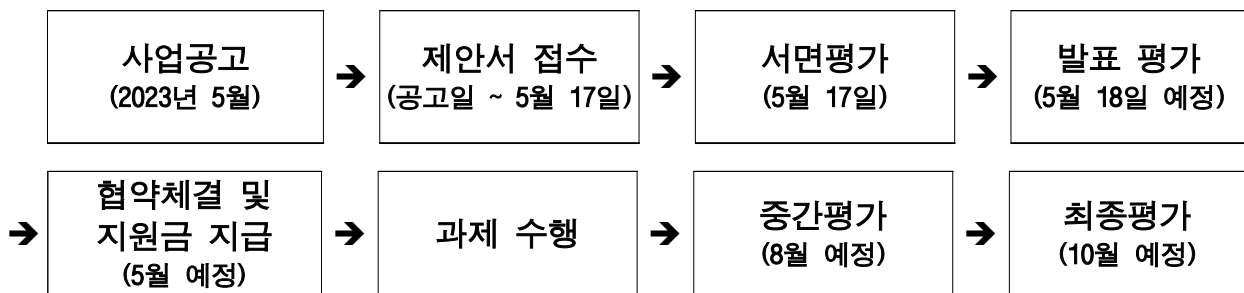 사업공고
(2023년 5월)
➔
제안서 접수
(공고일 ~ 5월 17일)
➔
서면평가
(5월 17일)
➔
발표 평가
(5월 18일 예정)
➔
협약체결 및
지원금 지급
(5월 예정)
➔
과제 수행
➔
중간평가
(8월 예정)
➔
최종평가
(10월 예정)